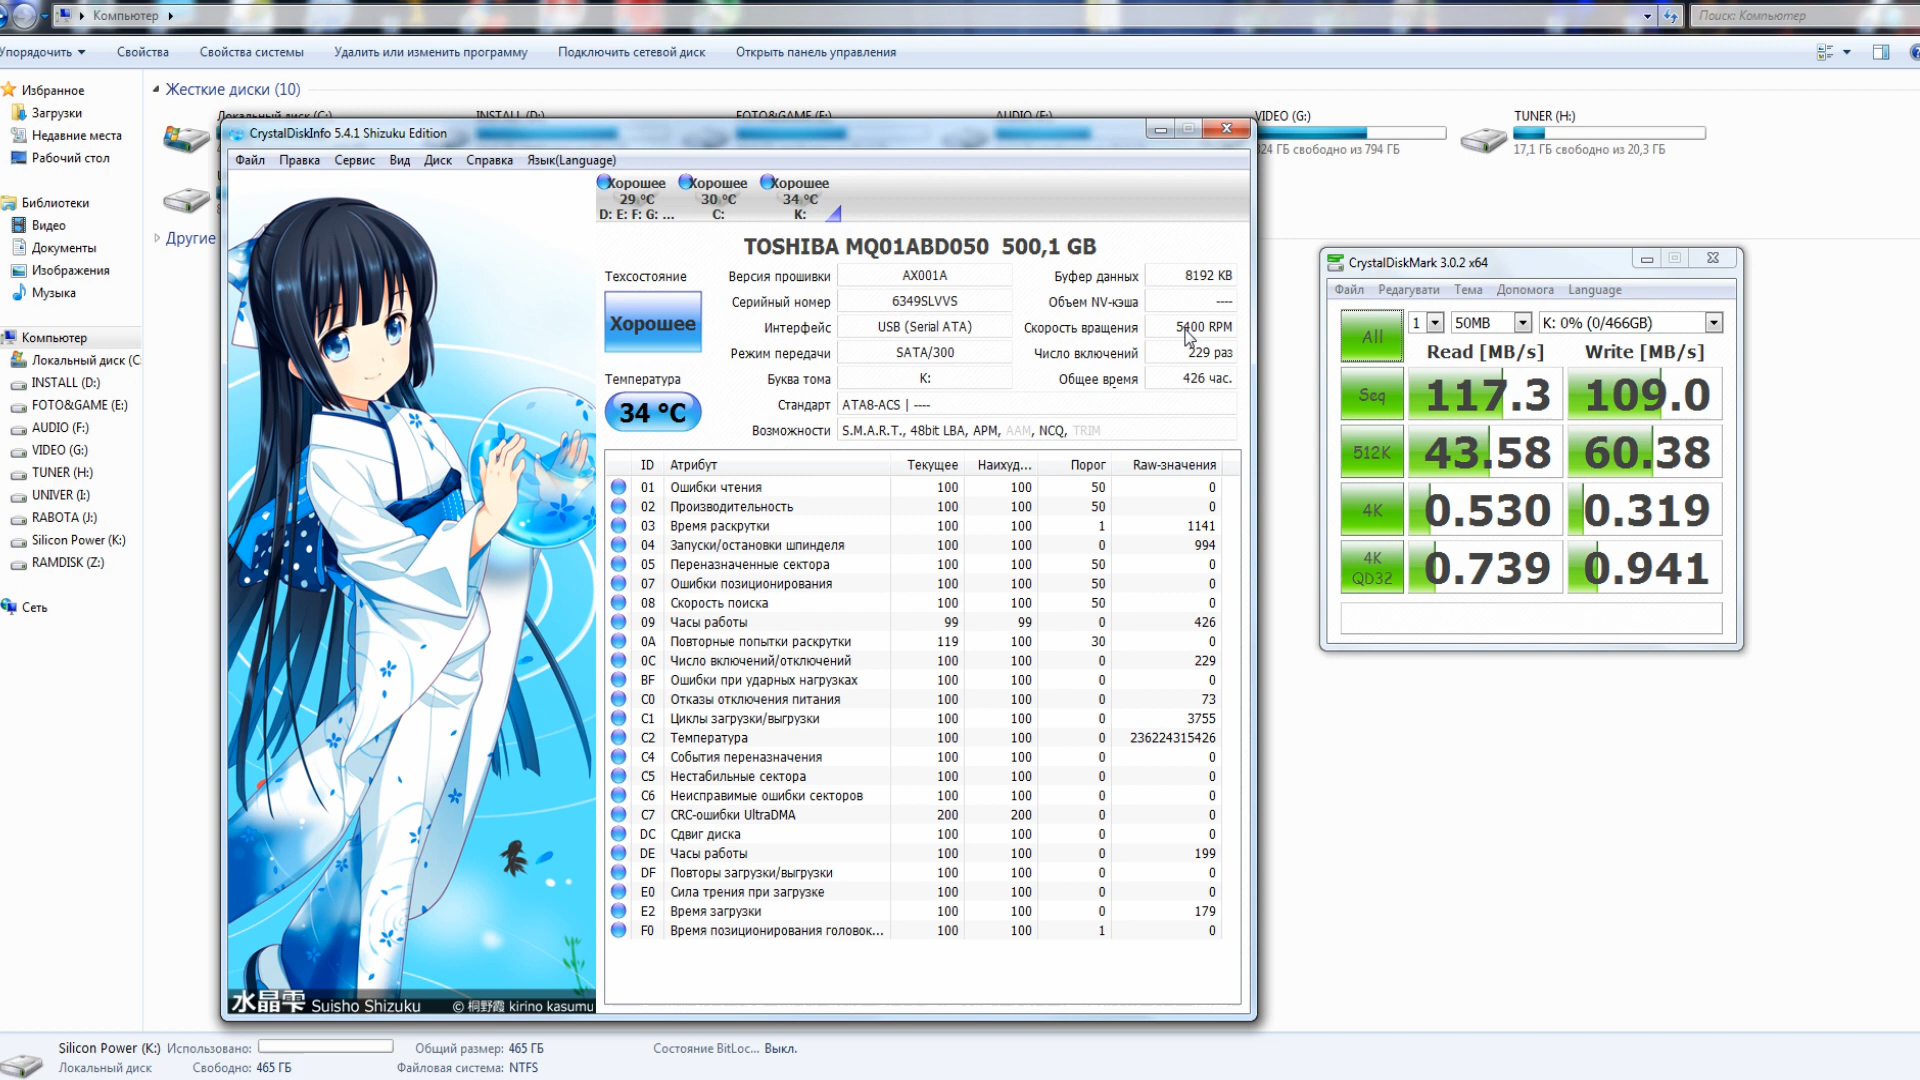 Компьютер
Поиск: Компьютер
Упорядочить
Свойства
Свойства системы
Удалить или изменить программу
Подключить сетевой диск
Открыть панель управления
Избранное
Загрузки
Недавние места
Рабочий стол
Библиотеки
Видео
Документы
Изображения
Музыка
Компьютер
Локальный диск (C:
INSTALL (D:)
FOTO&GAME (E:)
AUDIO (F:)
VIDEO (G:)
TUNER (H:)
UNIVER (I:)
RABOTA (J:)
Silicon Power (K:)
RAMDISK (Z:)
Сеть
Жесткие диски (10)
Локальный диск (C:)
INSTALL (D:)
FOTO&GAME (E:)
AUDIO (F:)
VIDEO (G:)
24 ГБ свободно из 794 ГБ
TUNER (H:)
17,1 ГБ свободно из 20,3 ГБ
Другие
CrystalDiskInfo 5.4.1 Shizuku Edition
Файл Правка Сервис Вид Диск Справка Язык(Language)
Хорошее Хорошее Хорошее
29 °C 30 °C 34 °C
D: E: F: G: ... C: K:
TOSHIBA MQ01ABD050 500,1 GB
Техсостояние
Хорошее
Температура
34 °C
Версия прошивки AX001A Буфер данных 8192 KB
Серийный номер 6349SLVVS Объем NV-кэша ----
Интерфейс USB (Serial ATA) Скорость вращения 5400 RPM
Режим передачи SATA/300 Число включений 229 раз
Буква тома K: Общее время 426 час.
Стандарт ATA8-ACS | ----
Возможности S.M.A.R.T., 48bit LBA, APM, AAM, NCQ, TRIM
ID Атрибут Текущее Наихуд... Порог Raw-значения
01 Ошибки чтения 100 100 50 0
02 Производительность 100 100 50 0
03 Время раскрутки 100 100 1 1141
04 Запуски/остановки шпинделя 100 100 0 994
05 Переназначенные сектора 100 100 50 0
07 Ошибки позиционирования 100 100 50 0
08 Скорость поиска 100 100 50 0
09 Часы работы 99 99 0 426
0A Повторные попытки раскрутки 119 100 30 0
0C Число включений/отключений 100 100 0 229
BF Ошибки при ударных нагрузках 100 100 0 0
C0 Отказы отключения питания 100 100 0 73
C1 Циклы загрузки/выгрузки 100 100 0 3755
C2 Температура 100 100 0 236224315426
C4 События переназначения 100 100 0 0
C5 Нестабильные сектора 100 100 0 0
C6 Неисправимые ошибки секторов 100 100 0 0
C7 CRC-ошибки UltraDMA 200 200 0 0
DC Сдвиг диска 100 100 0 0
DE Часы работы 100 100 0 199
DF Повторы загрузки/выгрузки 100 100 0 0
E0 Сила трения при загрузке 100 100 0 0
E2 Время загрузки 100 100 0 179
F0 Время позиционирования головок... 100 100 1 0
水晶雫 Suisho Shizuku © 桐野霞 kirino kasumu
CrystalDiskMark 3.0.2 x64
Файл Редагувати Тема Допомога Language
All 1 50MB K: 0% (0/466GB)
Read [MB/s] Write [MB/s]
Seq 117.3 109.0
512K 43.58 60.38
4K 0.530 0.319
4K QD32 0.739 0.941
Silicon Power (K:) Использовано: Общий размер: 465 ГБ Состояние BitLoc... Выкл.
Локальный диск Свободно: 465 ГБ Файловая система: NTFS